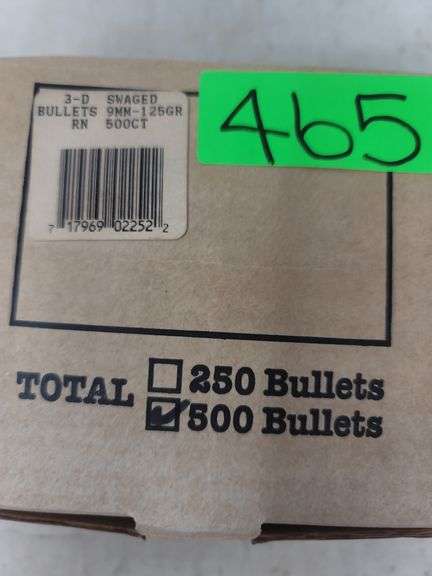 3-D SWAGED
BULLETS 9MM-125GR
RN 500CT
7 17969 02252 2
465
TOTAL
250 Bullets
500 Bullets